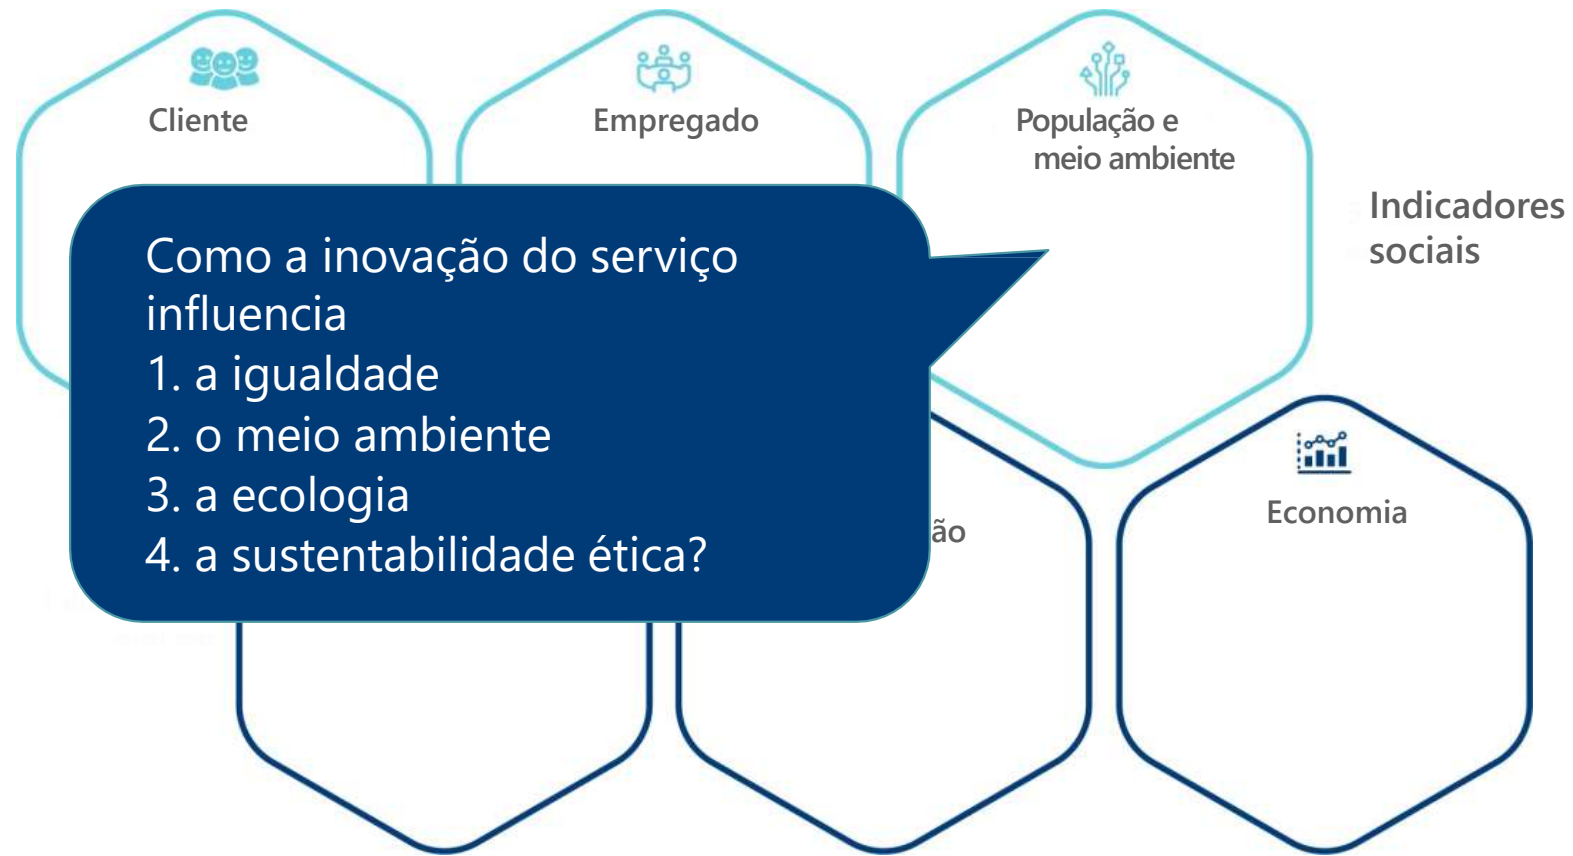 Cliente
Empregado
População e
meio ambiente
Indicadores
sociais
Como a inovação do serviço
influencia
1. a igualdade
2. o meio ambiente
3. a ecologia
4. a sustentabilidade ética?
ão
Economia